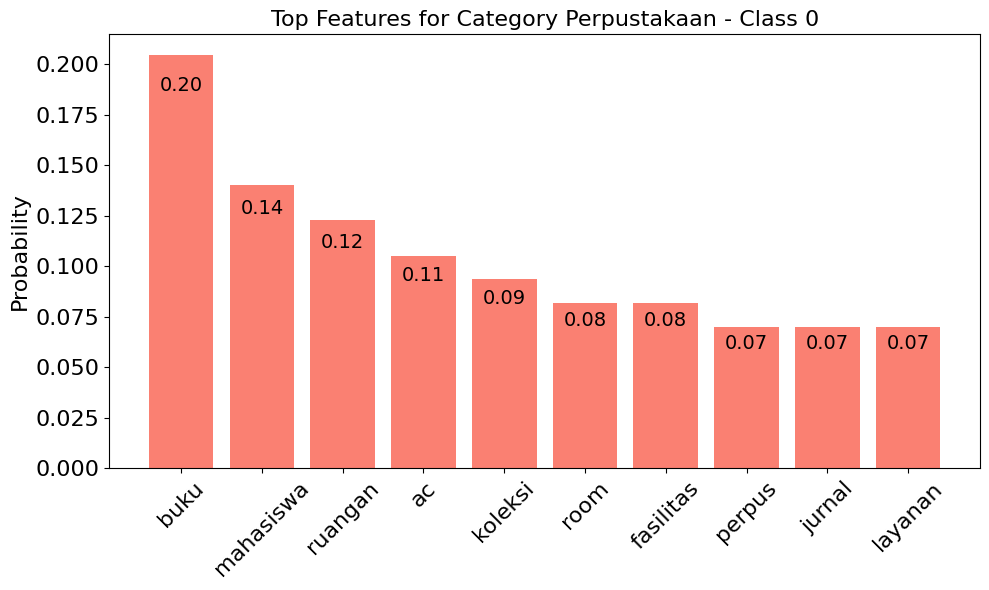 Top Features for Category Perpustakaan - Class 0
Probability
0.200
0.175
0.150
0.125
0.100
0.075
0.050
0.025
0.000
0.20
0.14
0.12
0.11
0.09
0.08
0.08
0.07
0.07
0.07
buku
mahasiswa
ruangan
ac
koleksi
room
fasilitas
perpus
jurnal
layanan